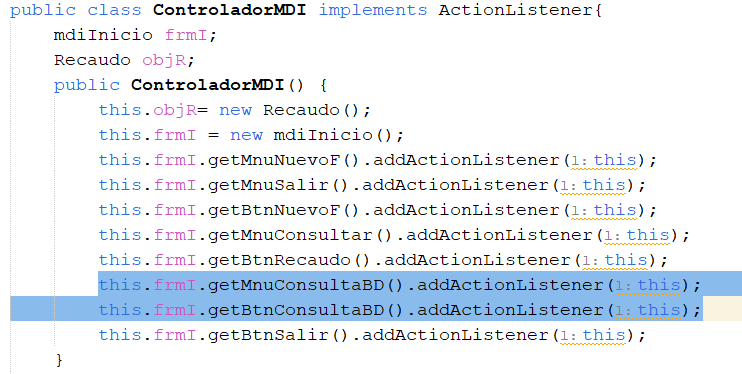 public class ControladorMDI implements ActionListener{
mdiInicio frmI;
Recaudo objR;
public ControladorMDI() {
this.objR= new Recaudo();
this.frmI = new mdiInicio();
this.frmI.getMnuNuevoF().addActionListener(l: this);
this.frmI.getMnuSalir().addActionListener(l: this);
this.frmI.getBtnNuevoF().addActionListener(l: this);
this.frmI.getMnuConsultar().addActionListener(l: this);
this.frmI.getBtnRecaudo().addActionListener(l: this);
this.frmI.getMnuConsultaBD().addActionListener(l: this);
this.frmI.getBtnConsultaBD().addActionListener(l: this);
this.frmI.getBtnSalir().addActionListener(l: this);
}